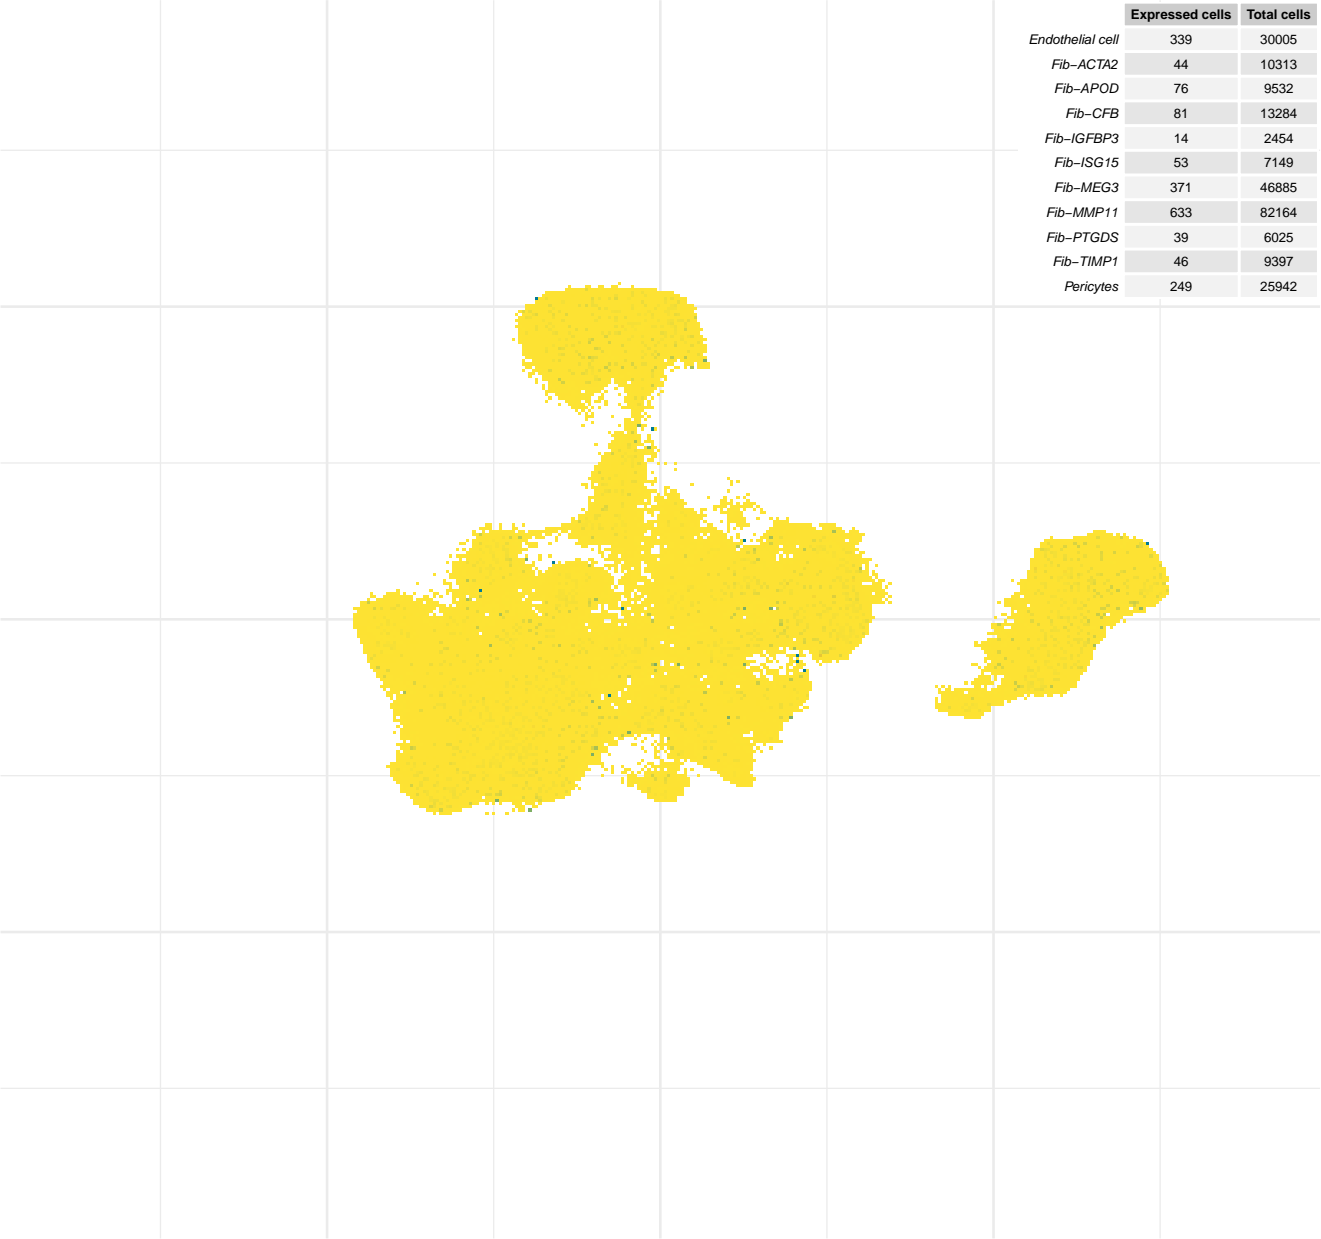 Expressed cells Total cells
Endothelial cell 339 30005
Fib−ACTA2 44 10313
Fib−APOD 76 9532
Fib−CFB 81 13284
Fib−IGFBP3 14 2454
Fib−ISG15 53 7149
Fib−MEG3 371 46885
Fib−MMP11 633 82164
Fib−PTGDS 39 6025
Fib−TIMP1 46 9397
Pericytes 249 25942